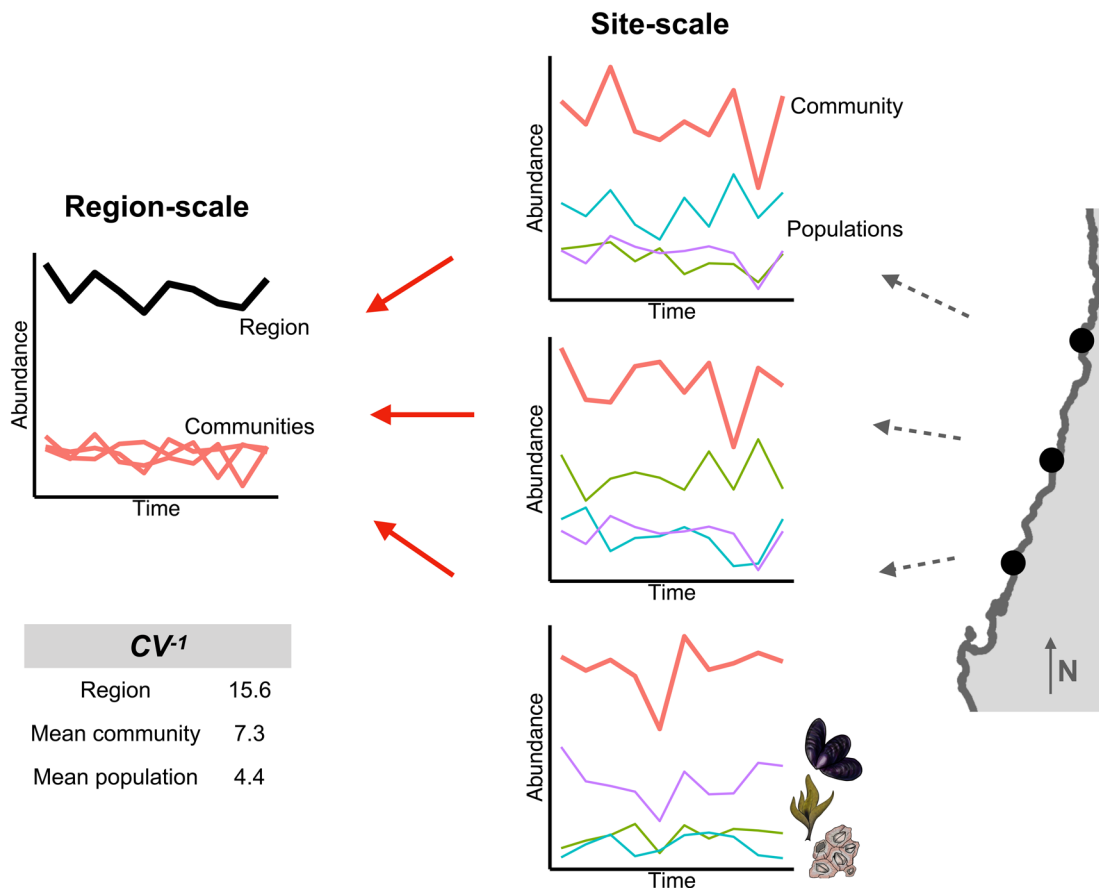 Site-scale
Abundance
Community
Populations
Time
Region-scale
Abundance
Region
Communities
Time
Abundance
Time
CV-1
Region 15.6
Mean community 7.3
Mean population 4.4
Abundance
Time
N